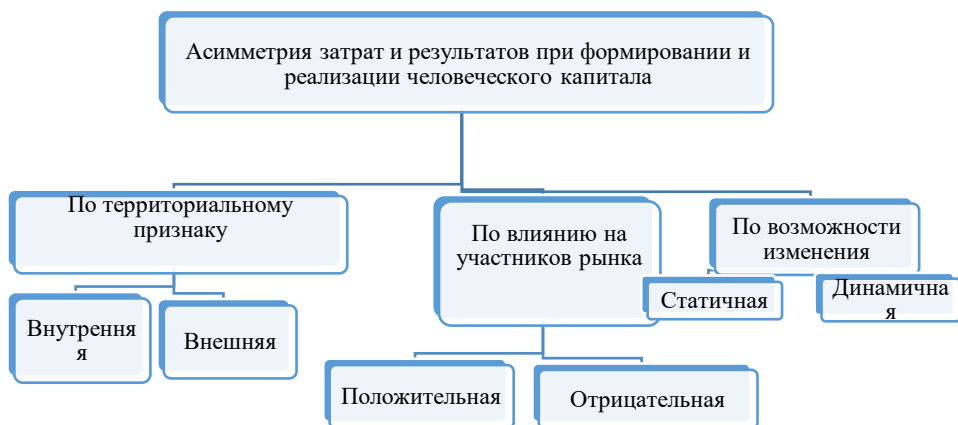 Асимметрия затрат и результатов при формировании и
реализации человеческого капитала
По территориальному
признаку
Внутрення
я
Внешняя
По влиянию на
участников рынка
Положительная
Отрицательная
По возможности
изменения
Статичная
Динамична
я